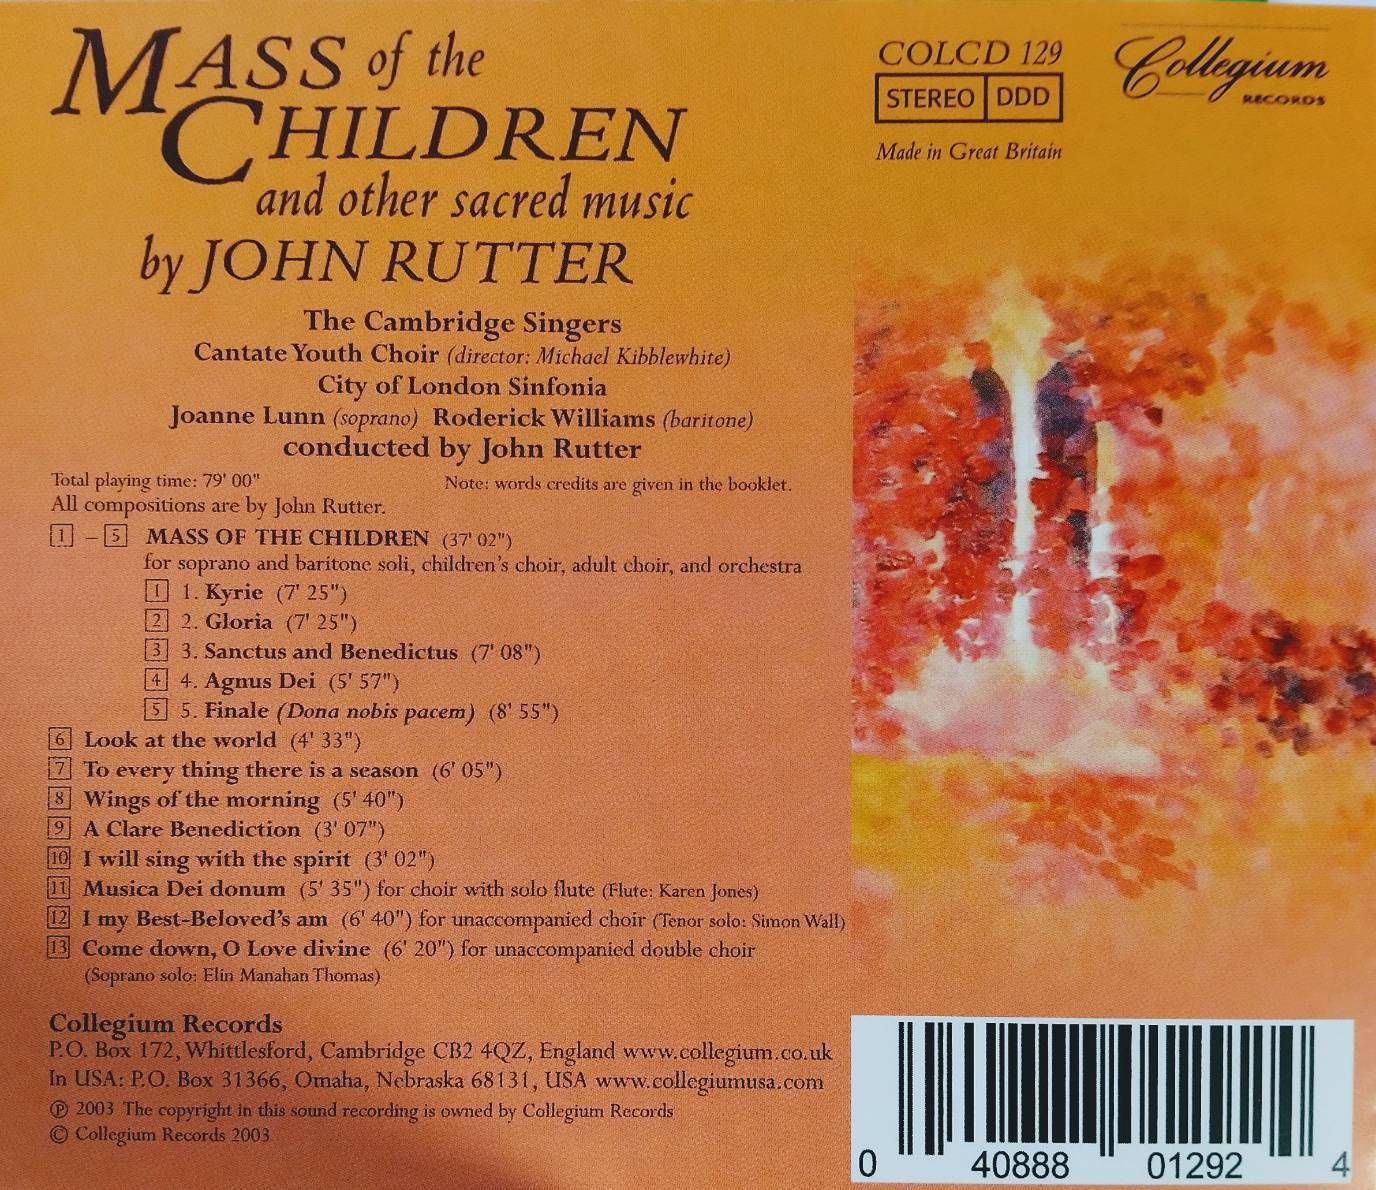 MASS of the
CHILDREN
and other sacred music
by JOHN RUTTER
COLCD 129
STEREO DDD
Made in Great Britain
Collegium
RECORDS
The Cambridge Singers
Cantate Youth Choir (director: Michael Kibblewhite)
City of London Sinfonia
Joanne Lunn (soprano) Roderick Williams (baritone)
conducted by John Rutter
Total playing time: 79' 00" Note: words credits are given in the booklet.
All compositions are by John Rutter.
1 – 5 MASS OF THE CHILDREN (37' 02")
for soprano and baritone soli, children's choir, adult choir, and orchestra
1 1. Kyrie (7' 25")
2 2. Gloria (7' 25")
3 3. Sanctus and Benedictus (7' 08")
4 4. Agnus Dei (5' 57")
5 5. Finale (Dona nobis pacem) (8' 55")
6 Look at the world (4' 33")
7 To every thing there is a season (6' 05")
8 Wings of the morning (5' 40")
9 A Clare Benediction (3' 07")
10 I will sing with the spirit (3' 02")
11 Musica Dei donum (5' 35") for choir with solo flute (Flute: Karen Jones)
12 I my Best-Beloved's am (6' 40") for unaccompanied choir (Tenor solo: Simon Wall)
13 Come down, O Love divine (6' 20") for unaccompanied double choir
(Soprano solo: Elin Manahan Thomas)
Collegium Records
P.O. Box 172, Whittlesford, Cambridge CB2 4QZ, England www.collegium.co.uk
In USA: P.O. Box 31366, Omaha, Nebraska 68131, USA www.collegiumusa.com
℗ 2003 The copyright in this sound recording is owned by Collegium Records
© Collegium Records 2003
0 40888 01292 4